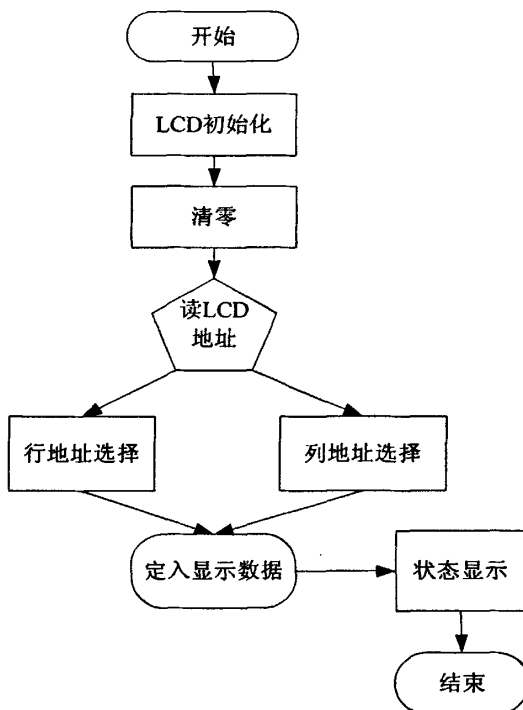 开始
LCD初始化
清零
读LCD
地址
行地址选择
列地址选择
定入显示数据
状态显示
结束